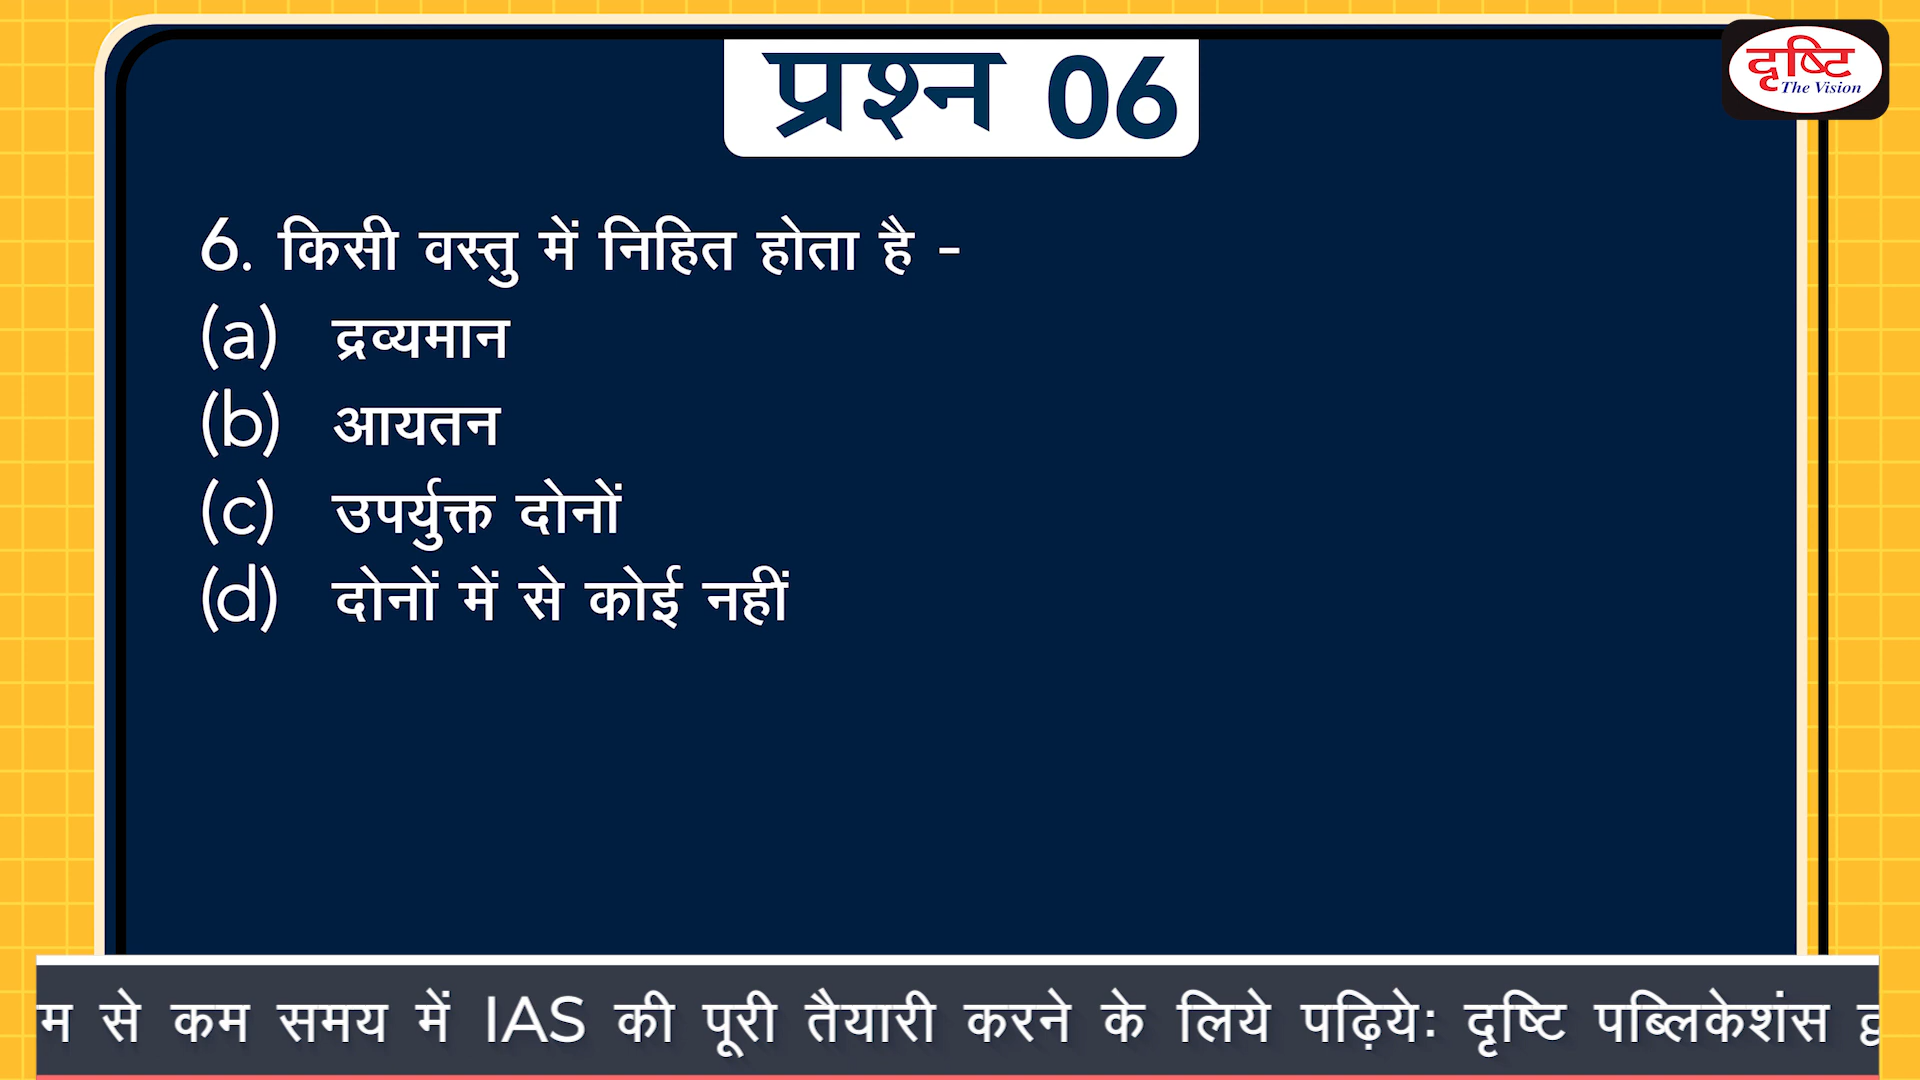 प्रश्न 06
दृष्टि
The Vision
6. किसी वस्तु में निहित होता है -
(a) द्रव्यमान
(b) आयतन
(c) उपर्युक्त दोनों
(d) दोनों में से कोई नहीं
से कम समय में IAS की पूरी तैयारी करने के लिये पढ़िये: दृष्टि पब्लिकेशंस